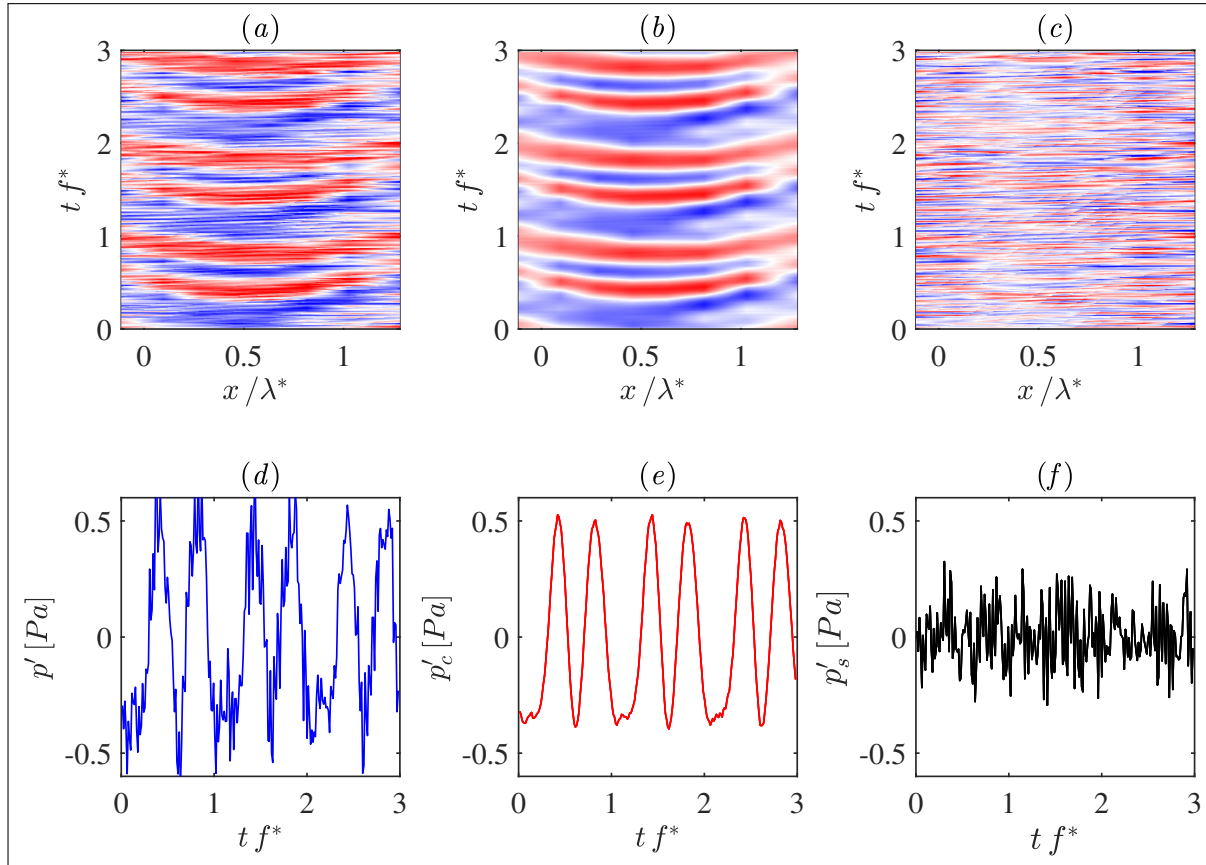 (a) (b) (c)
3 3 3
2 2 2
1 1 1
0 0 0
t f* t f* t f*
0 0.5 1 0 0.5 1 0 0.5 1
x / λ* x / λ* x / λ*
(d) (e) (f)
0.5 0.5 0.5
0 0 0
-0.5 -0.5 -0.5
p′ [Pa] p′c [Pa] p′s [Pa]
0 1 2 3 0 1 2 3 0 1 2 3
t f* t f* t f*